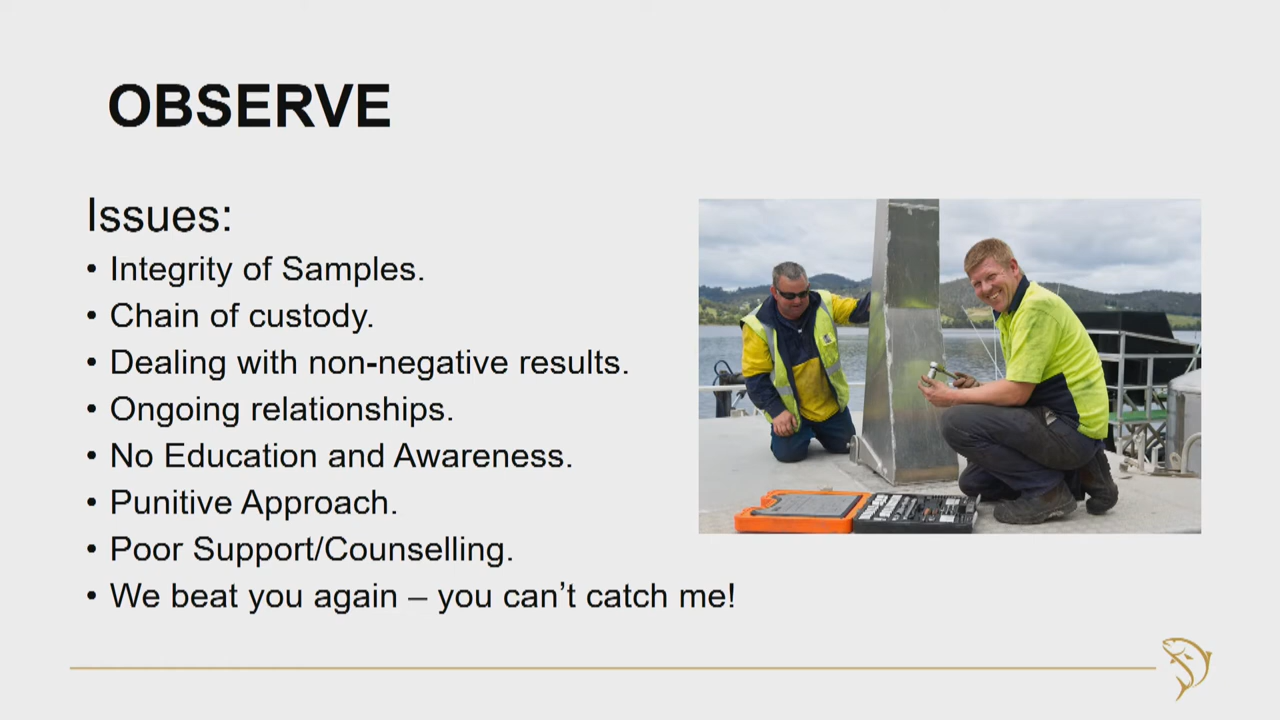 OBSERVE
Issues:
• Integrity of Samples.
• Chain of custody.
• Dealing with non-negative results.
• Ongoing relationships.
• No Education and Awareness.
• Punitive Approach.
• Poor Support/Counselling.
• We beat you again – you can’t catch me!